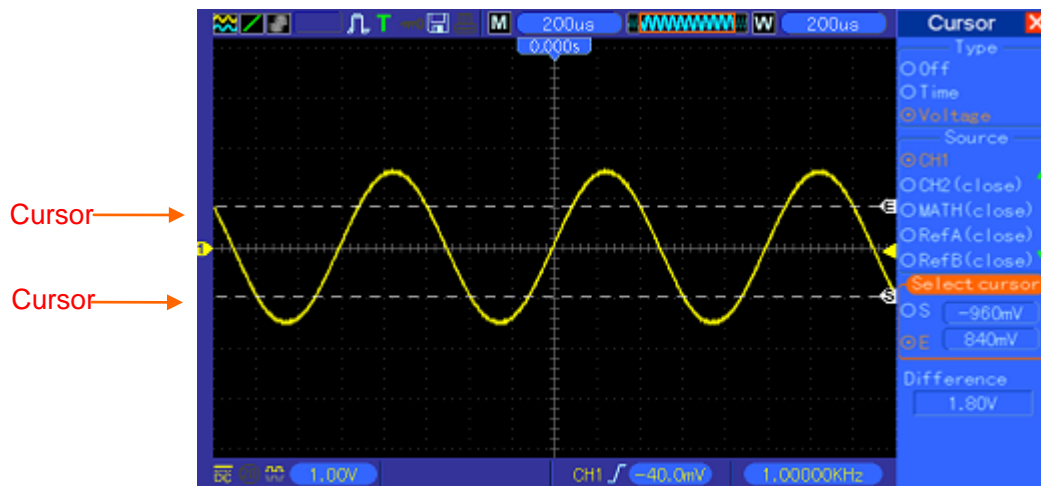 M 200us W 200us Cursor X
0.000s
Type
Off
Time
Voltage
Source
CH1
CH2(close)
MATH(close)
RefA(close)
RefB(close)
Select cursor
S -960mV
E 840mV
Difference
1.80V
Cursor
E
1
Cursor
S
DC 1.00V CH1 -40.0mV 1.00000KHz
T